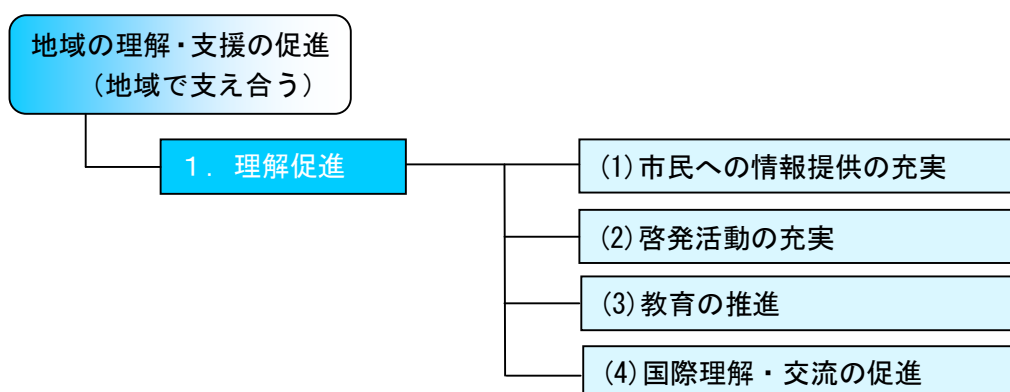 地域の理解・支援の促進
（地域で支え合う）
１．理解促進
(1)市民への情報提供の充実
(2)啓発活動の充実
(3)教育の推進
(4)国際理解・交流の促進